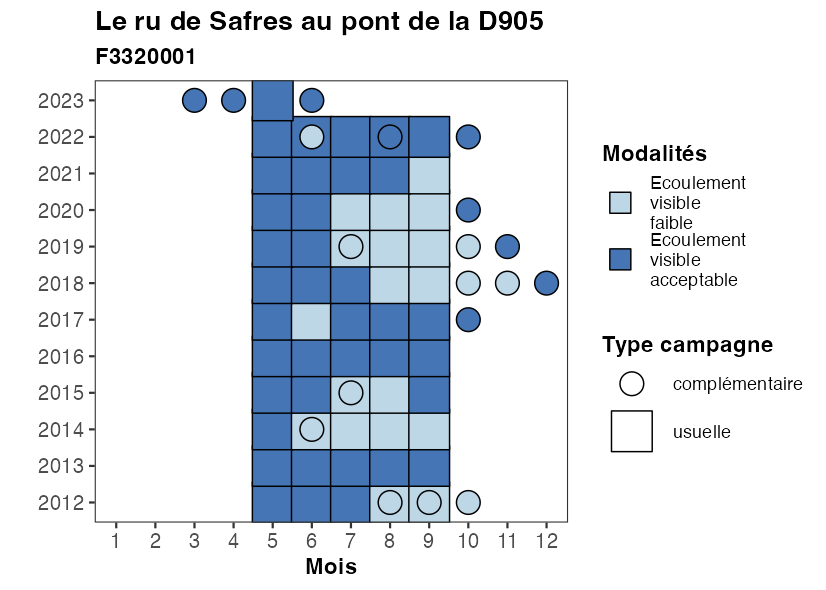 Le ru de Safres au pont de la D905
F3320001
2023
2022
2021
2020
2019
2018
2017
2016
2015
2014
2013
2012
1 2 3 4 5 6 7 8 9 10 11 12
Mois
Modalités
Ecoulement
visible
faible
Ecoulement
visible
acceptable
Type campagne
complémentaire
usuelle